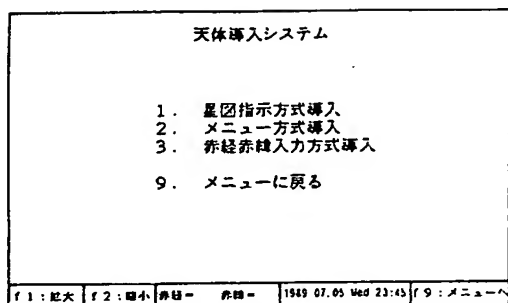 天体導入システム
1. 星図指示方式導入
2. メニュー方式導入
3. 赤経赤緯入力方式導入
9. メニューに戻る
f1:拡大 f2:縮小 赤経= 赤緯= 1989 07.05 Wed 23:45 f9:メニューへ